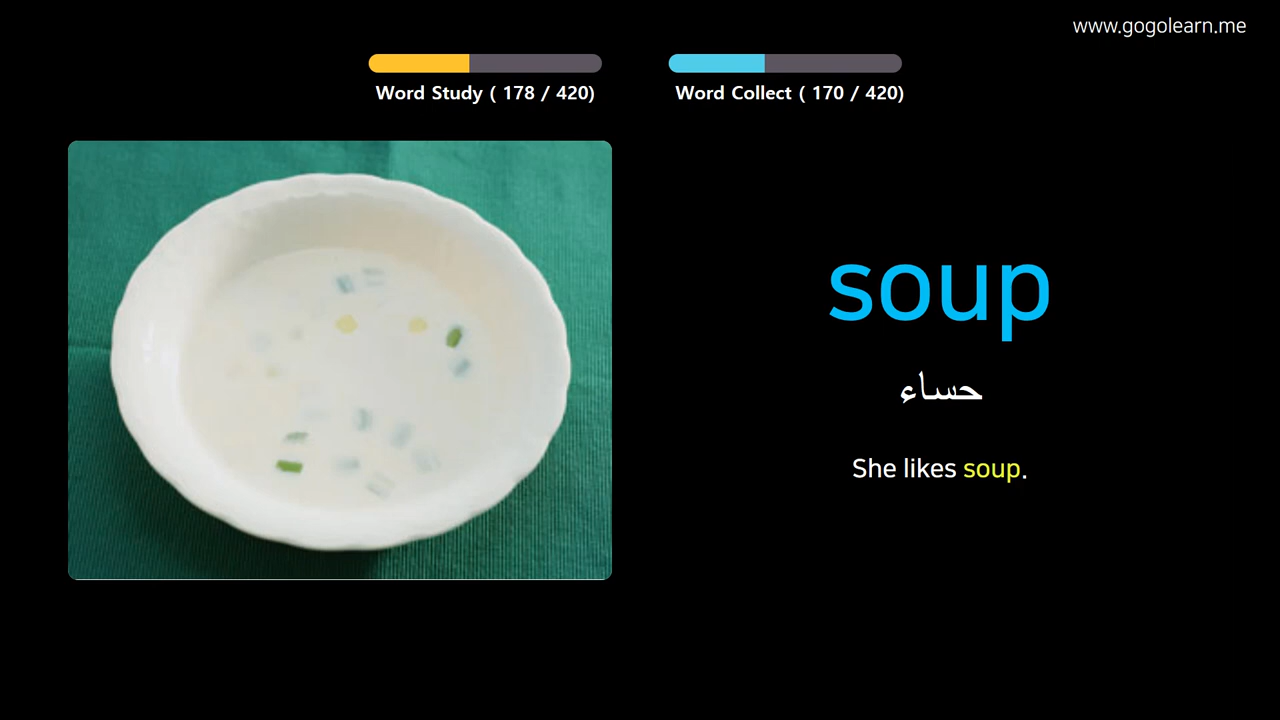 www.gogolearn.me
Word Study ( 178 / 420)
Word Collect ( 170 / 420)
soup
حساء
She likes soup.